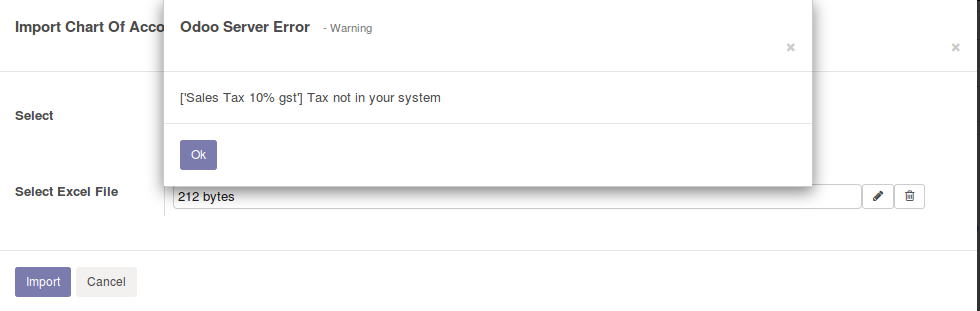 Import Chart Of Acco
Odoo Server Error - Warning
×
×
['Sales Tax 10% gst'] Tax not in your system
Select
Ok
Select Excel File
212 bytes
Import Cancel